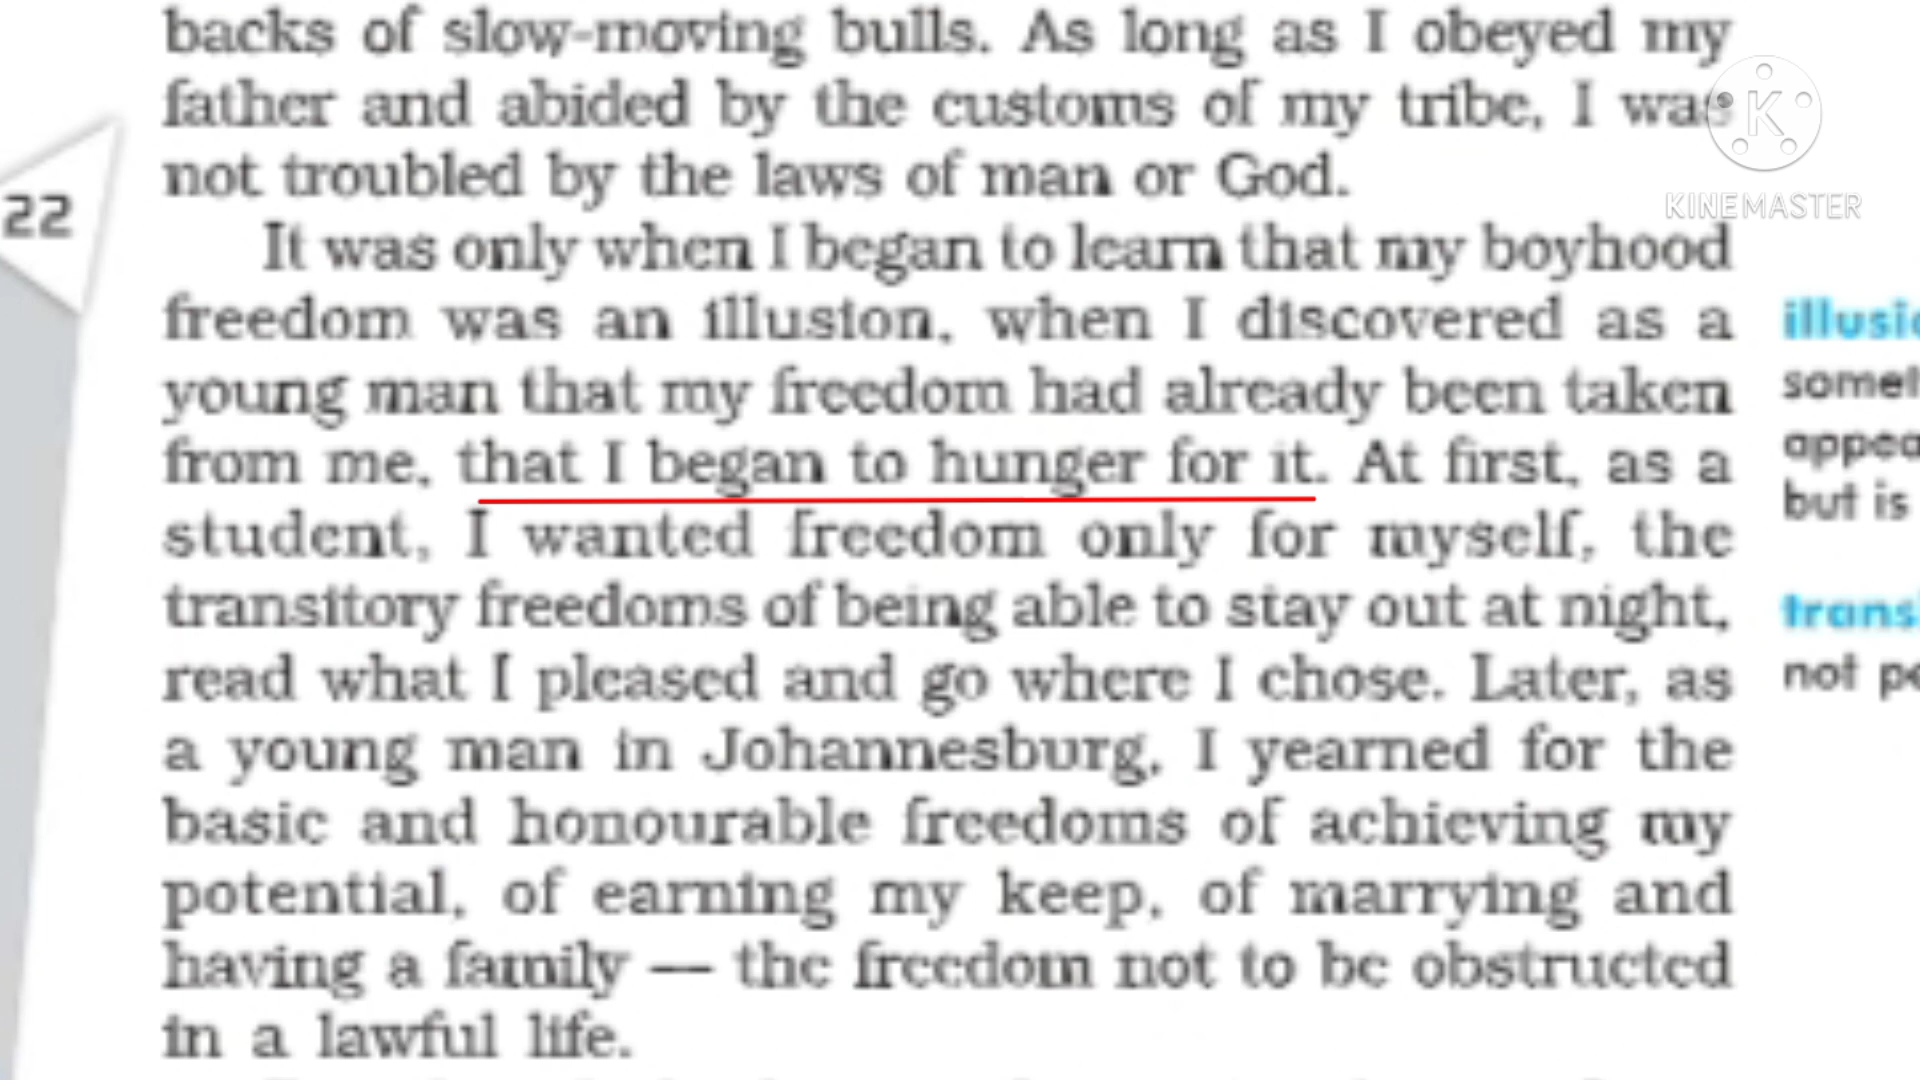 backs of slow-moving bulls. As long as I obeyed my
father and abided by the customs of my tribe, I was
not troubled by the laws of man or God.
22
It was only when I began to learn that my boyhood
freedom was an illusion, when I discovered as a
young man that my freedom had already been taken
from me, that I began to hunger for it. At first, as a
student, I wanted freedom only for myself, the
transitory freedoms of being able to stay out at night,
read what I pleased and go where I chose. Later, as
a young man in Johannesburg, I yearned for the
basic and honourable freedoms of achieving my
potential, of earning my keep, of marrying and
having a family — the freedom not to be obstructed
in a lawful life.
K
KINEMASTER
but is
not